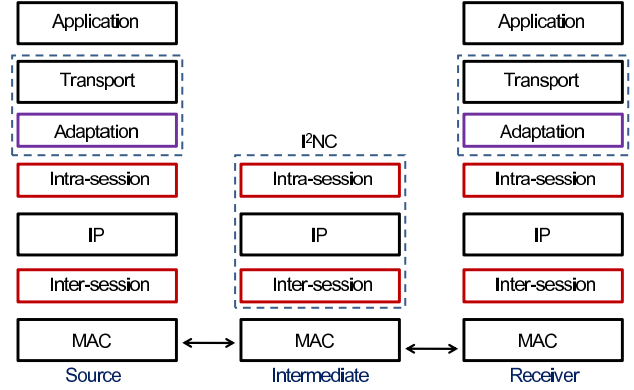 Application
Application
Transport
Transport
Adaptation
Adaptation
I²NC
Intra-session
Intra-session
Intra-session
IP
IP
IP
Inter-session
Inter-session
Inter-session
MAC
MAC
MAC
Source
Intermediate
Receiver